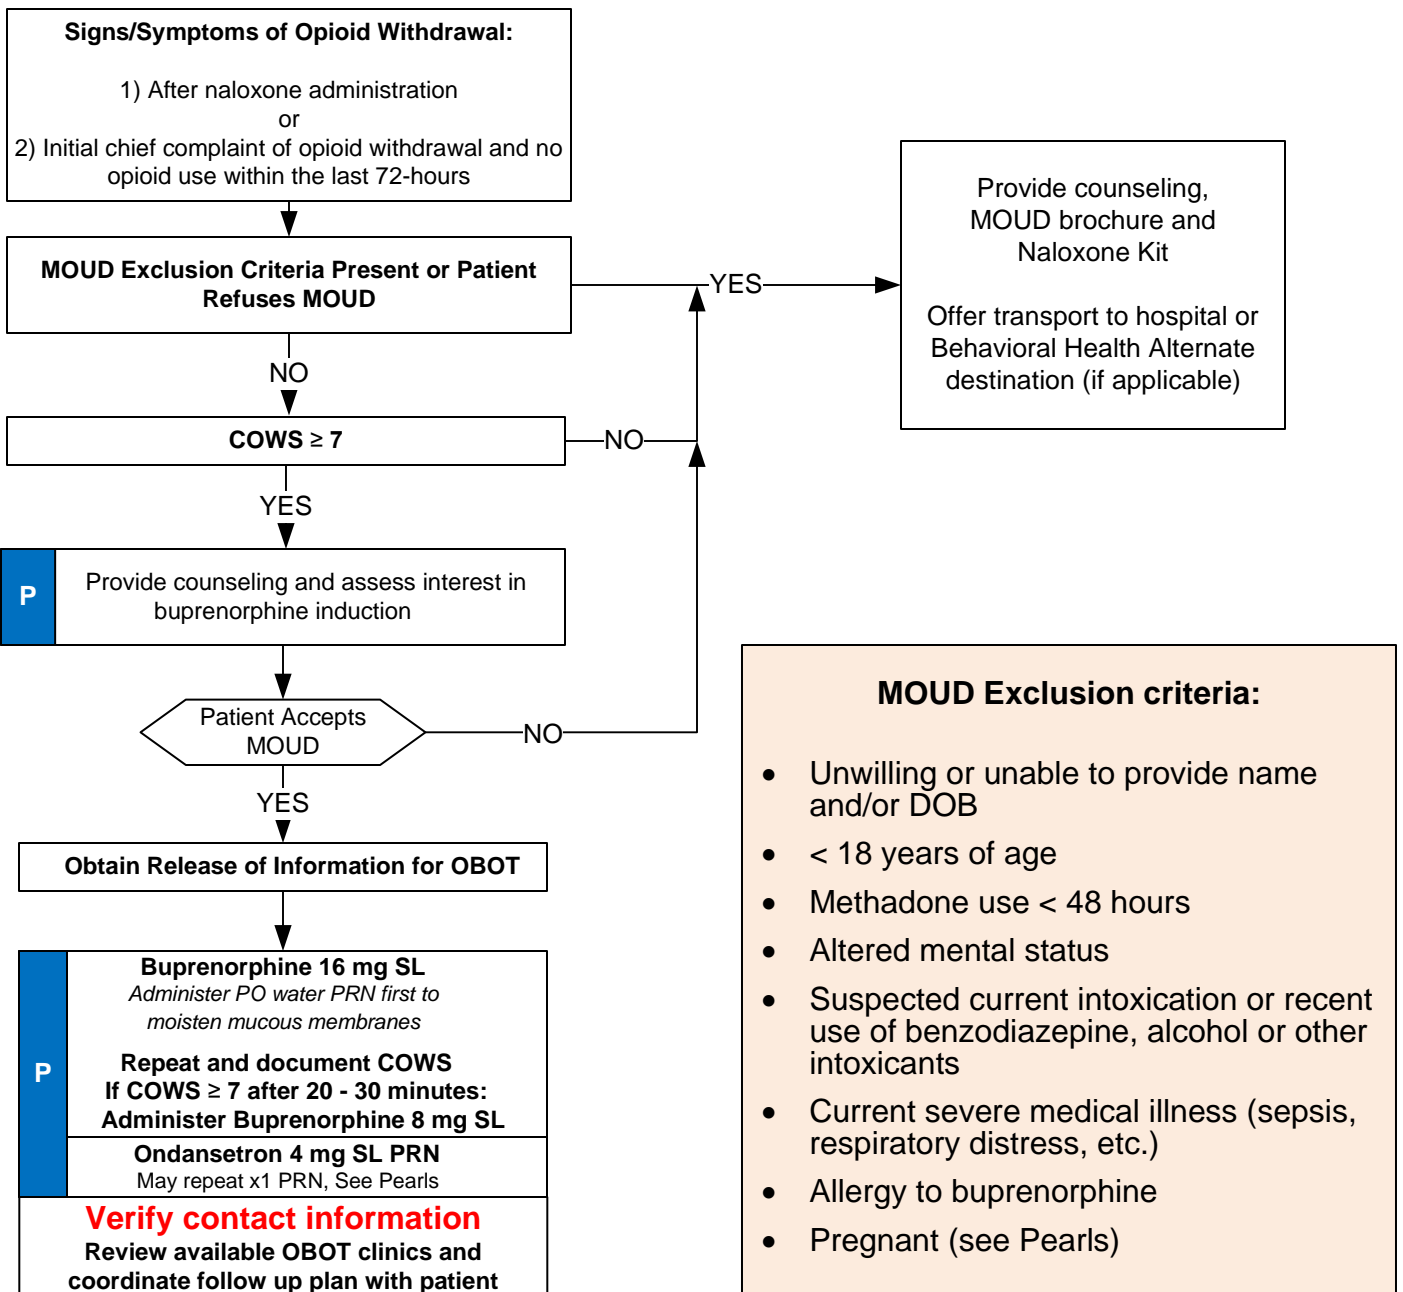 Signs/Symptoms of Opioid Withdrawal:
1) After naloxone administration
or
2) Initial chief complaint of opioid withdrawal and no
opioid use within the last 72-hours
MOUD Exclusion Criteria Present or Patient
Refuses MOUD
YES
Provide counseling,
MOUD brochure and
Naloxone Kit
Offer transport to hospital or
Behavioral Health Alternate
destination (if applicable)
NO
COWS ≥ 7
NO
YES
P
Provide counseling and assess interest in
buprenorphine induction
Patient Accepts
MOUD
NO
YES
Obtain Release of Information for OBOT
P
Buprenorphine 16 mg SL
Administer PO water PRN first to
moisten mucous membranes
Repeat and document COWS
If COWS ≥ 7 after 20 - 30 minutes:
Administer Buprenorphine 8 mg SL
Ondansetron 4 mg SL PRN
May repeat x1 PRN, See Pearls
Verify contact information
Review available OBOT clinics and
coordinate follow up plan with patient
MOUD Exclusion criteria:
• Unwilling or unable to provide name
and/or DOB
• < 18 years of age
• Methadone use < 48 hours
• Altered mental status
• Suspected current intoxication or recent
use of benzodiazepine, alcohol or other
intoxicants
• Current severe medical illness (sepsis,
respiratory distress, etc.)
• Allergy to buprenorphine
• Pregnant (see Pearls)